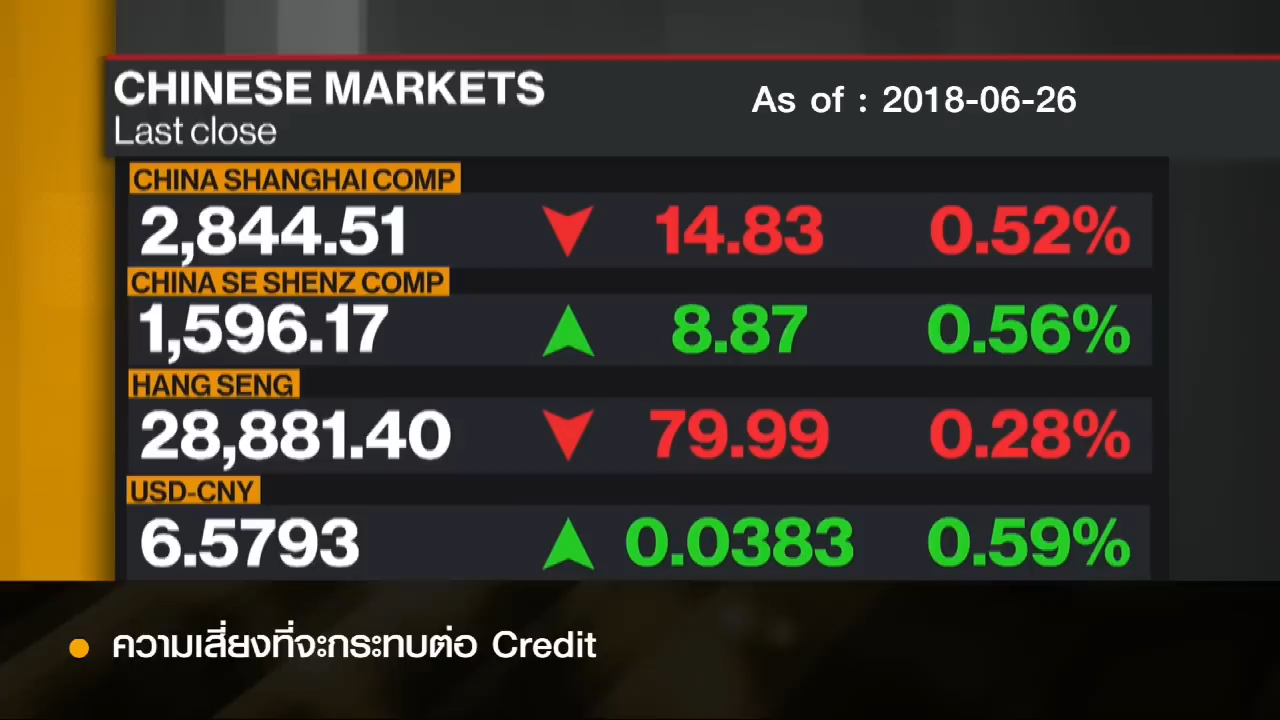 CHINESE MARKETS
As of : 2018-06-26
Last close
CHINA SHANGHAI COMP
2,844.51 14.83 0.52%
CHINA SE SHENZ COMP
1,596.17 8.87 0.56%
HANG SENG
28,881.40 79.99 0.28%
USD-CNY
6.5793 0.0383 0.59%
ความเสี่ยงที่จะกระทบต่อ Credit